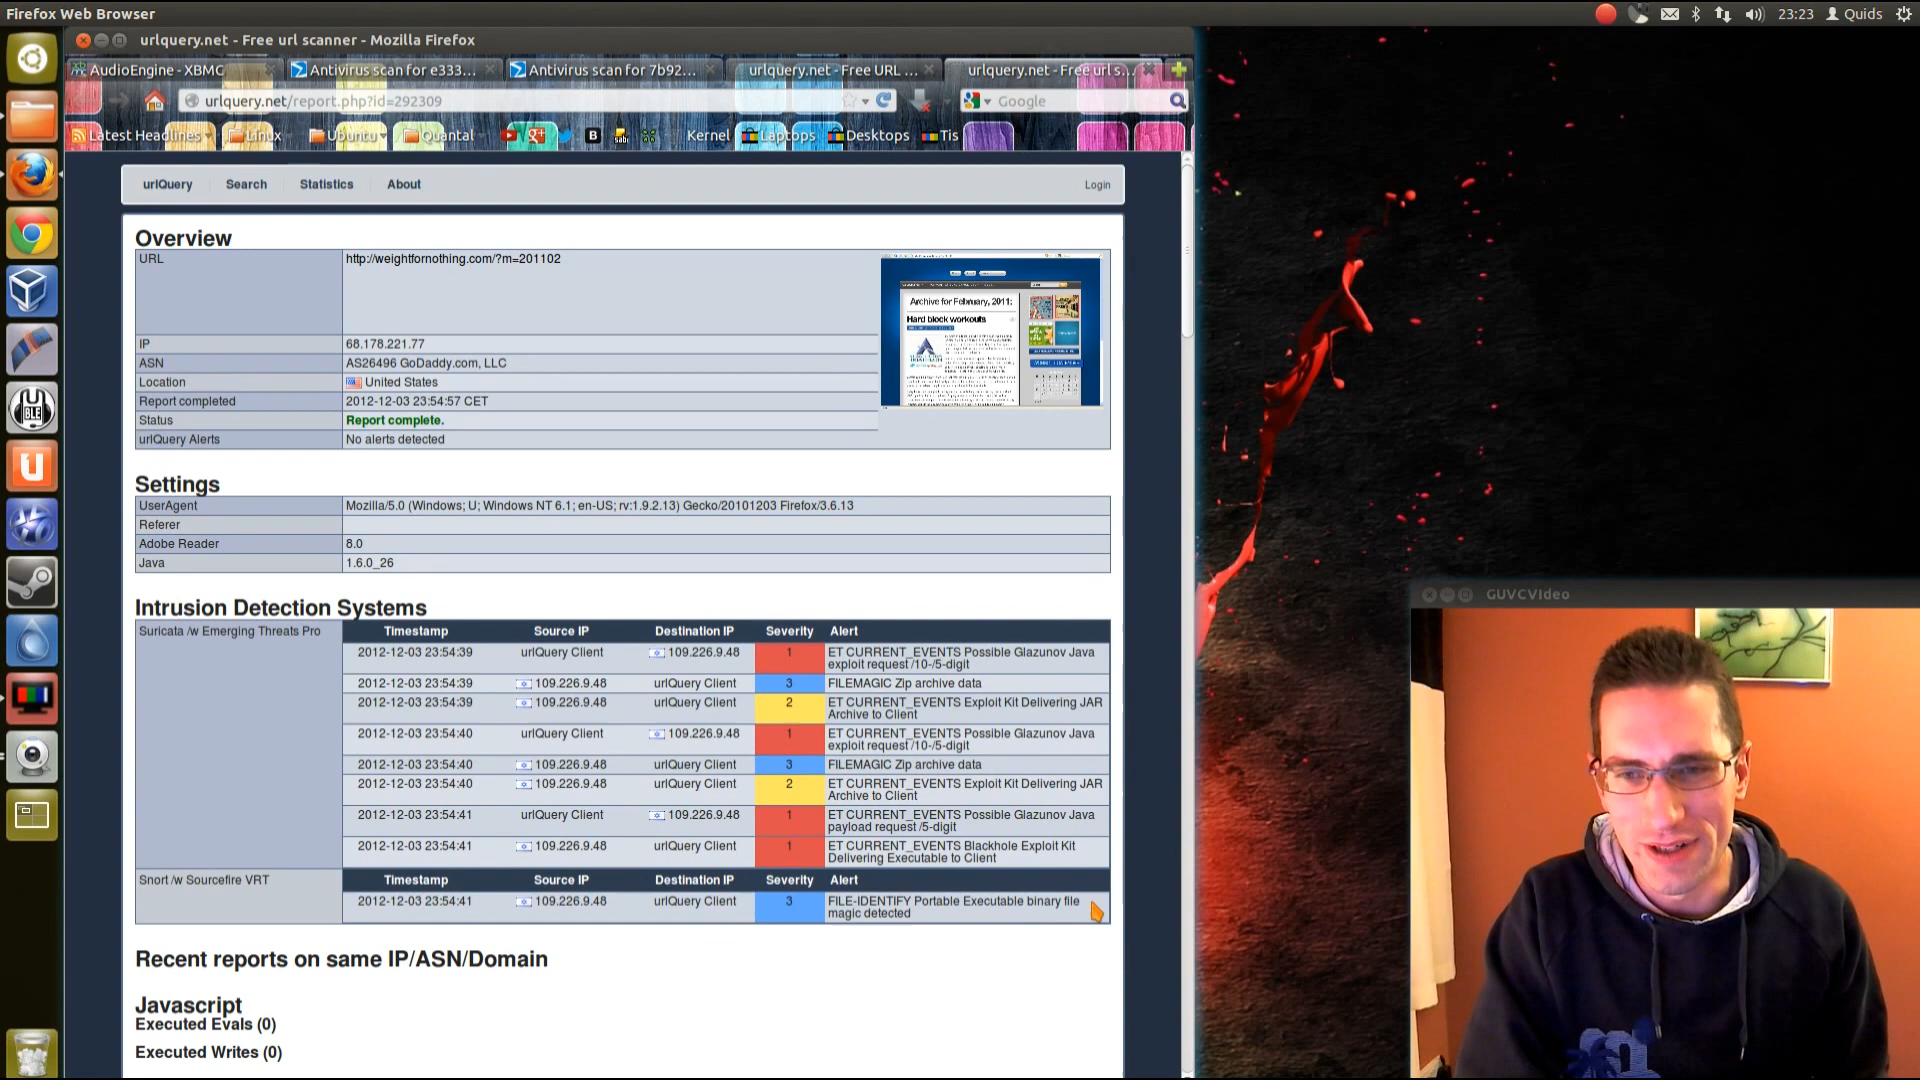 Firefox Web Browser
23:23 Quids
urlquery.net - Free url scanner - Mozilla Firefox
AudioEngine - XBMC
Antivirus scan for e333...
Antivirus scan for 7b92...
urlquery.net - Free URL ...
urlquery.net - Free url s...
urlquery.net/report.php?id=292309
Google
Latest Headlines Linux Ubuntu Quantal B sab Kernel Laptops Desktops Tis
urlQuery Search Statistics About Login
Overview
URL http://weightfornothing.com/?m=201102
Archive for February, 2011:
Hard block workouts
IP 68.178.221.77
ASN AS26496 GoDaddy.com, LLC
Location United States
Report completed 2012-12-03 23:54:57 CET
Status Report complete.
urlQuery Alerts No alerts detected
Settings
UserAgent Mozilla/5.0 (Windows; U; Windows NT 6.1; en-US; rv:1.9.2.13) Gecko/20101203 Firefox/3.6.13
Referer
Adobe Reader 8.0
Java 1.6.0_26
Intrusion Detection Systems
Suricata /w Emerging Threats Pro Timestamp Source IP Destination IP Severity Alert
2012-12-03 23:54:39 urlQuery Client 109.226.9.48 1 ET CURRENT_EVENTS Possible Glazunov Java
exploit request /10-/5-digit
2012-12-03 23:54:39 109.226.9.48 urlQuery Client 3 FILEMAGIC Zip archive data
2012-12-03 23:54:39 109.226.9.48 urlQuery Client 2 ET CURRENT_EVENTS Exploit Kit Delivering JAR
Archive to Client
2012-12-03 23:54:40 urlQuery Client 109.226.9.48 1 ET CURRENT_EVENTS Possible Glazunov Java
exploit request /10-/5-digit
2012-12-03 23:54:40 109.226.9.48 urlQuery Client 3 FILEMAGIC Zip archive data
2012-12-03 23:54:40 109.226.9.48 urlQuery Client 2 ET CURRENT_EVENTS Exploit Kit Delivering JAR
Archive to Client
2012-12-03 23:54:41 urlQuery Client 109.226.9.48 1 ET CURRENT_EVENTS Possible Glazunov Java
payload request /5-digit
2012-12-03 23:54:41 109.226.9.48 urlQuery Client 1 ET CURRENT_EVENTS Blackhole Exploit Kit
Delivering Executable to Client
Snort /w Sourcefire VRT Timestamp Source IP Destination IP Severity Alert
2012-12-03 23:54:41 109.226.9.48 urlQuery Client 3 FILE-IDENTIFY Portable Executable binary file
magic detected
Recent reports on same IP/ASN/Domain
Javascript
Executed Evals (0)
Executed Writes (0)
GUVCVideo